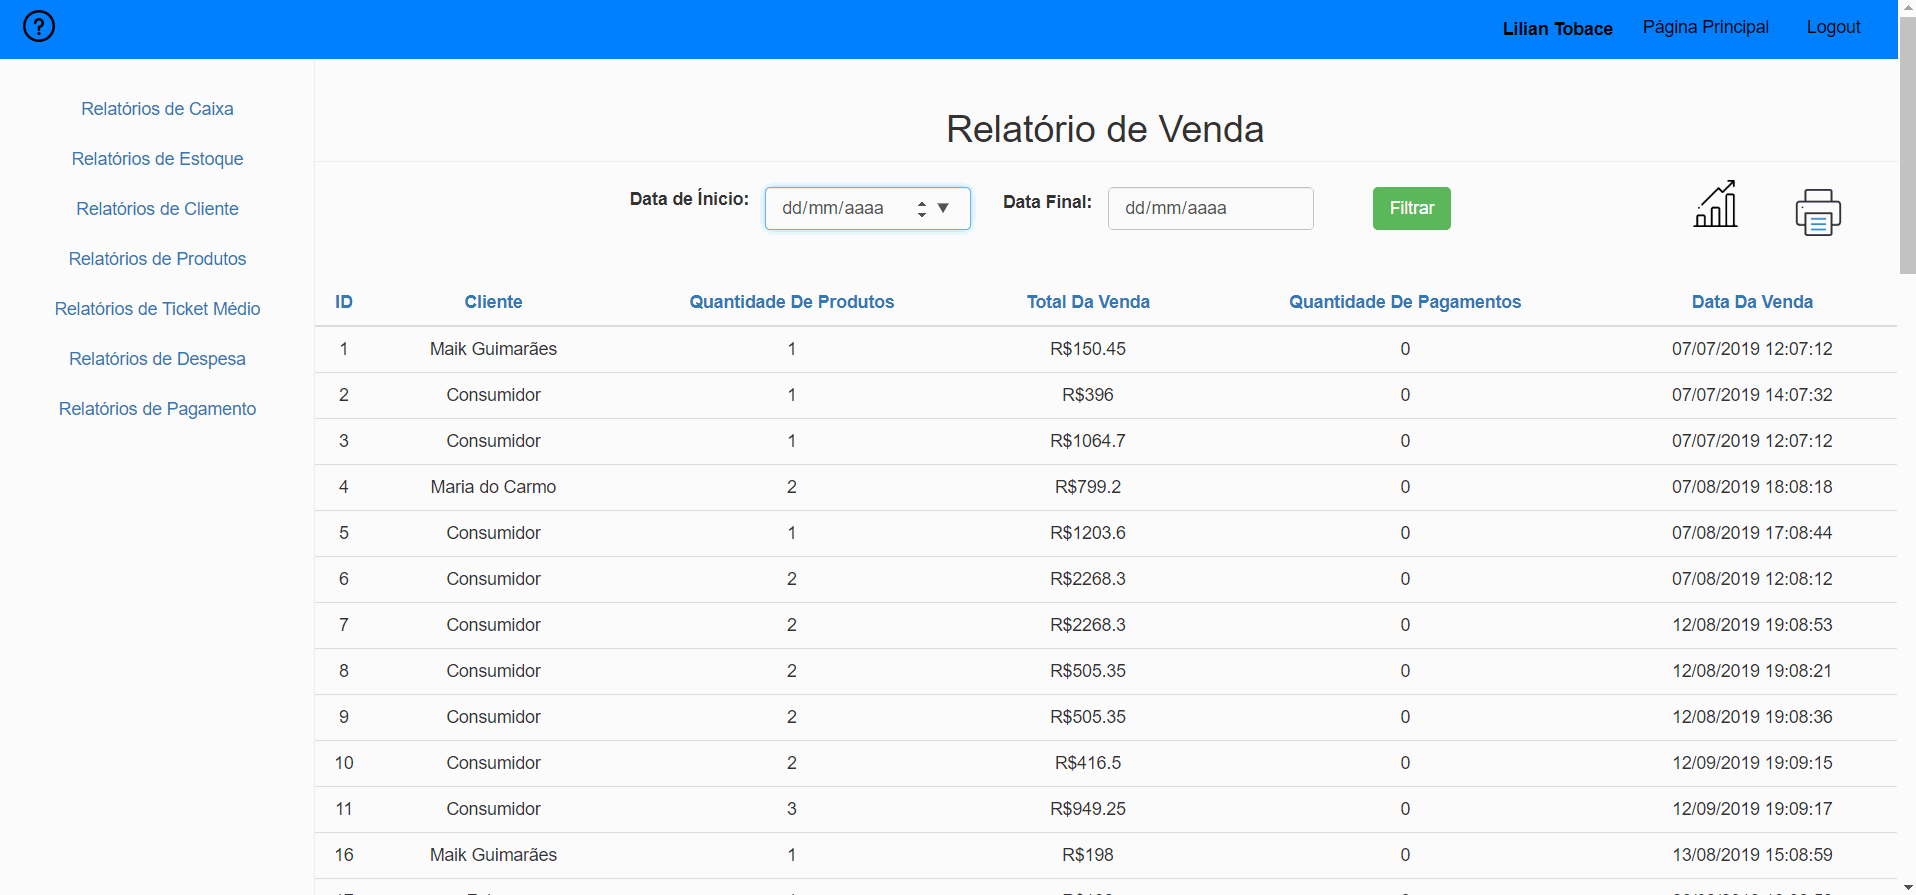 ?
Lilian Tobace Página Principal Logout
Relatórios de Caixa
Relatórios de Estoque
Relatórios de Cliente
Relatórios de Produtos
Relatórios de Ticket Médio
Relatórios de Despesa
Relatórios de Pagamento
Relatório de Venda
Data de Ínicio: dd/mm/aaaa Data Final: dd/mm/aaaa Filtrar
ID Cliente Quantidade De Produtos Total Da Venda Quantidade De Pagamentos Data Da Venda
1 Maik Guimarães 1 R$150.45 0 07/07/2019 12:07:12
2 Consumidor 1 R$396 0 07/07/2019 14:07:32
3 Consumidor 1 R$1064.7 0 07/07/2019 12:07:12
4 Maria do Carmo 2 R$799.2 0 07/08/2019 18:08:18
5 Consumidor 1 R$1203.6 0 07/08/2019 17:08:44
6 Consumidor 2 R$2268.3 0 07/08/2019 12:08:12
7 Consumidor 2 R$2268.3 0 12/08/2019 19:08:53
8 Consumidor 2 R$505.35 0 12/08/2019 19:08:21
9 Consumidor 2 R$505.35 0 12/08/2019 19:08:36
10 Consumidor 2 R$416.5 0 12/09/2019 19:09:15
11 Consumidor 3 R$949.25 0 12/09/2019 19:09:17
16 Maik Guimarães 1 R$198 0 13/08/2019 15:08:59